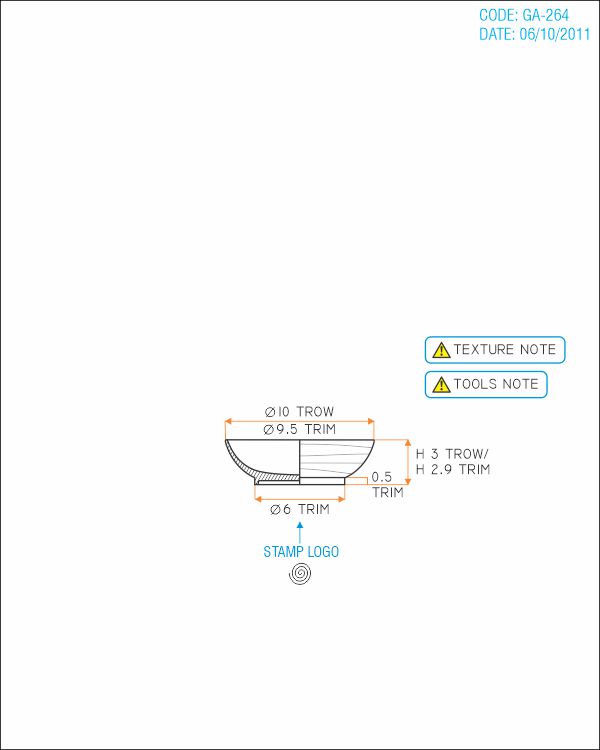 CODE: GA-264
DATE: 06/10/2011
TEXTURE NOTE
TOOLS NOTE
Ø10 TROW
Ø9.5 TRIM
H 3 TROW/
H 2.9 TRIM
0.5
TRIM
Ø6 TRIM
STAMP LOGO